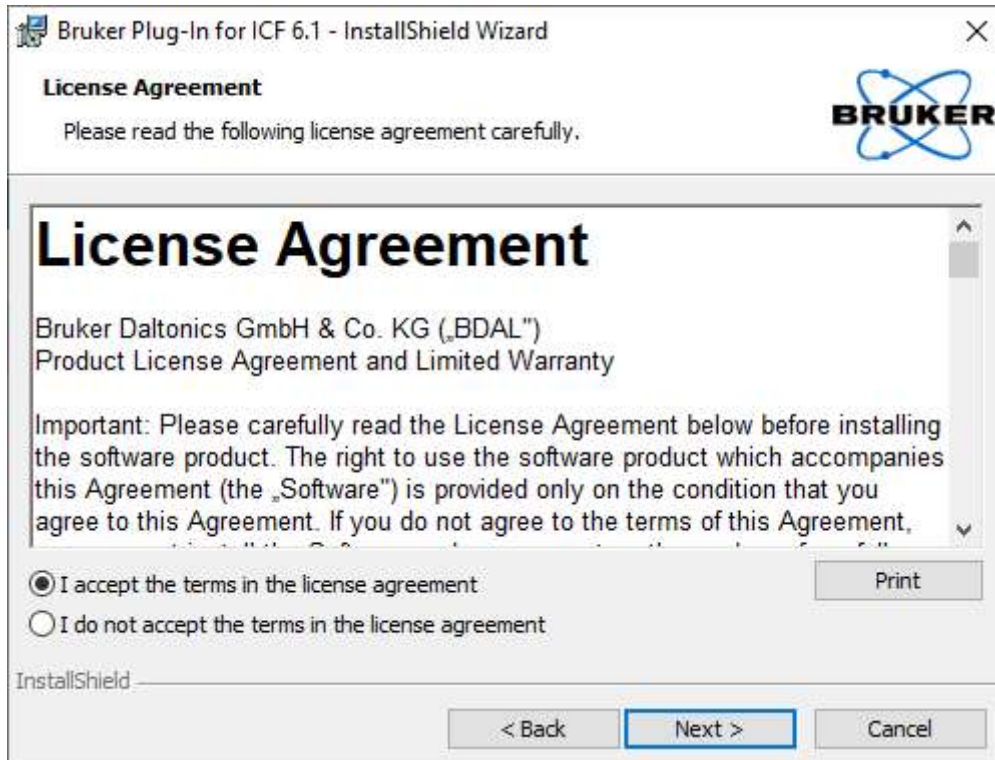 Bruker Plug-In for ICF 6.1 - InstallShield Wizard
License Agreement
Please read the following license agreement carefully.
BRUKER
License Agreement
Bruker Daltonics GmbH & Co. KG („BDAL")
Product License Agreement and Limited Warranty
Important: Please carefully read the License Agreement below before installing
the software product. The right to use the software product which accompanies
this Agreement (the „Software") is provided only on the condition that you
agree to this Agreement. If you do not agree to the terms of this Agreement,
I accept the terms in the license agreement
Print
I do not accept the terms in the license agreement
InstallShield
< Back
Next >
Cancel